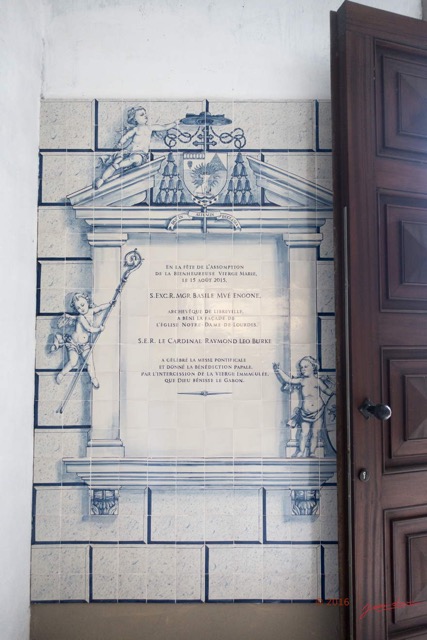 En la fête de l'Assomption
de la Bienheureuse Vierge Marie,
le 15 août 2015,
S.Exc.R. Mgr Basile Mve Engone,
Archevêque de Libreville,
a béni la façade de
l'église Notre-Dame de Lourdes.
S.E.R. le Cardinal Raymond Leo Burke
a célébré la messe pontificale
et donné la bénédiction papale.
Par l'intercession de la Vierge Immaculée,
que Dieu bénisse le Gabon.
2016